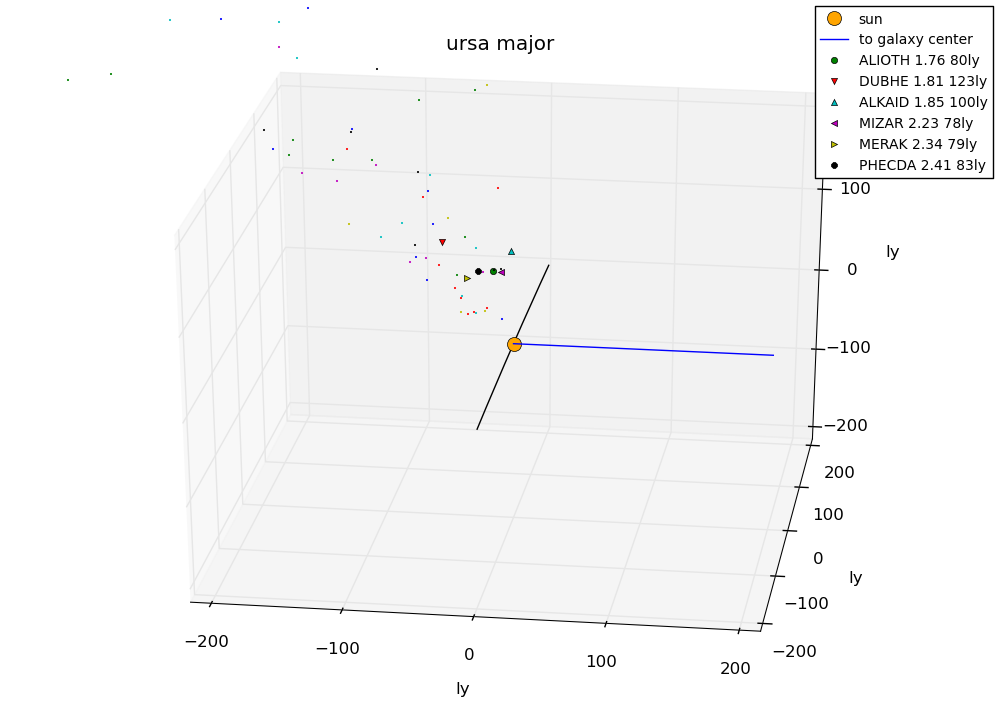 ursa major
sun
to galaxy center
ALIOTH 1.76 80ly
DUBHE 1.81 123ly
ALKAID 1.85 100ly
MIZAR 2.23 78ly
MERAK 2.34 79ly
PHECDA 2.41 83ly
100
0
−100
−200
ly
200
100
0
−100
−200
ly
−200
−100
0
100
200
ly